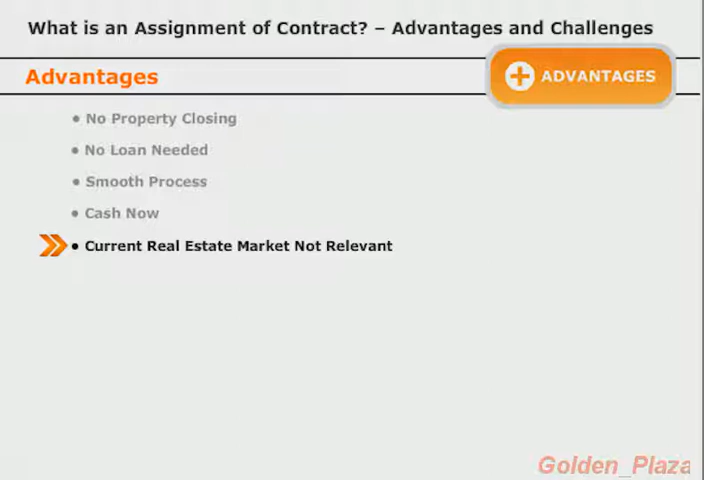 What is an Assignment of Contract? – Advantages and Challenges
Advantages
ADVANTAGES
• No Property Closing
• No Loan Needed
• Smooth Process
• Cash Now
• Current Real Estate Market Not Relevant
Golden_Plaza